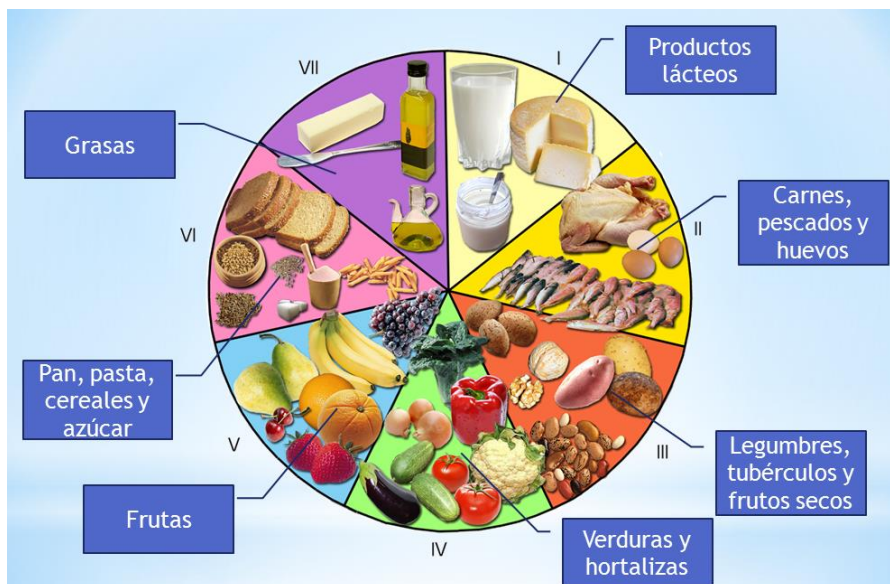 I
Productos
lácteos
II
Carnes,
pescados y
huevos
III
Legumbres,
tubérculos y
frutos secos
IV
Verduras y
hortalizas
V
Frutas
VI
Pan, pasta,
cereales y
azúcar
VII
Grasas